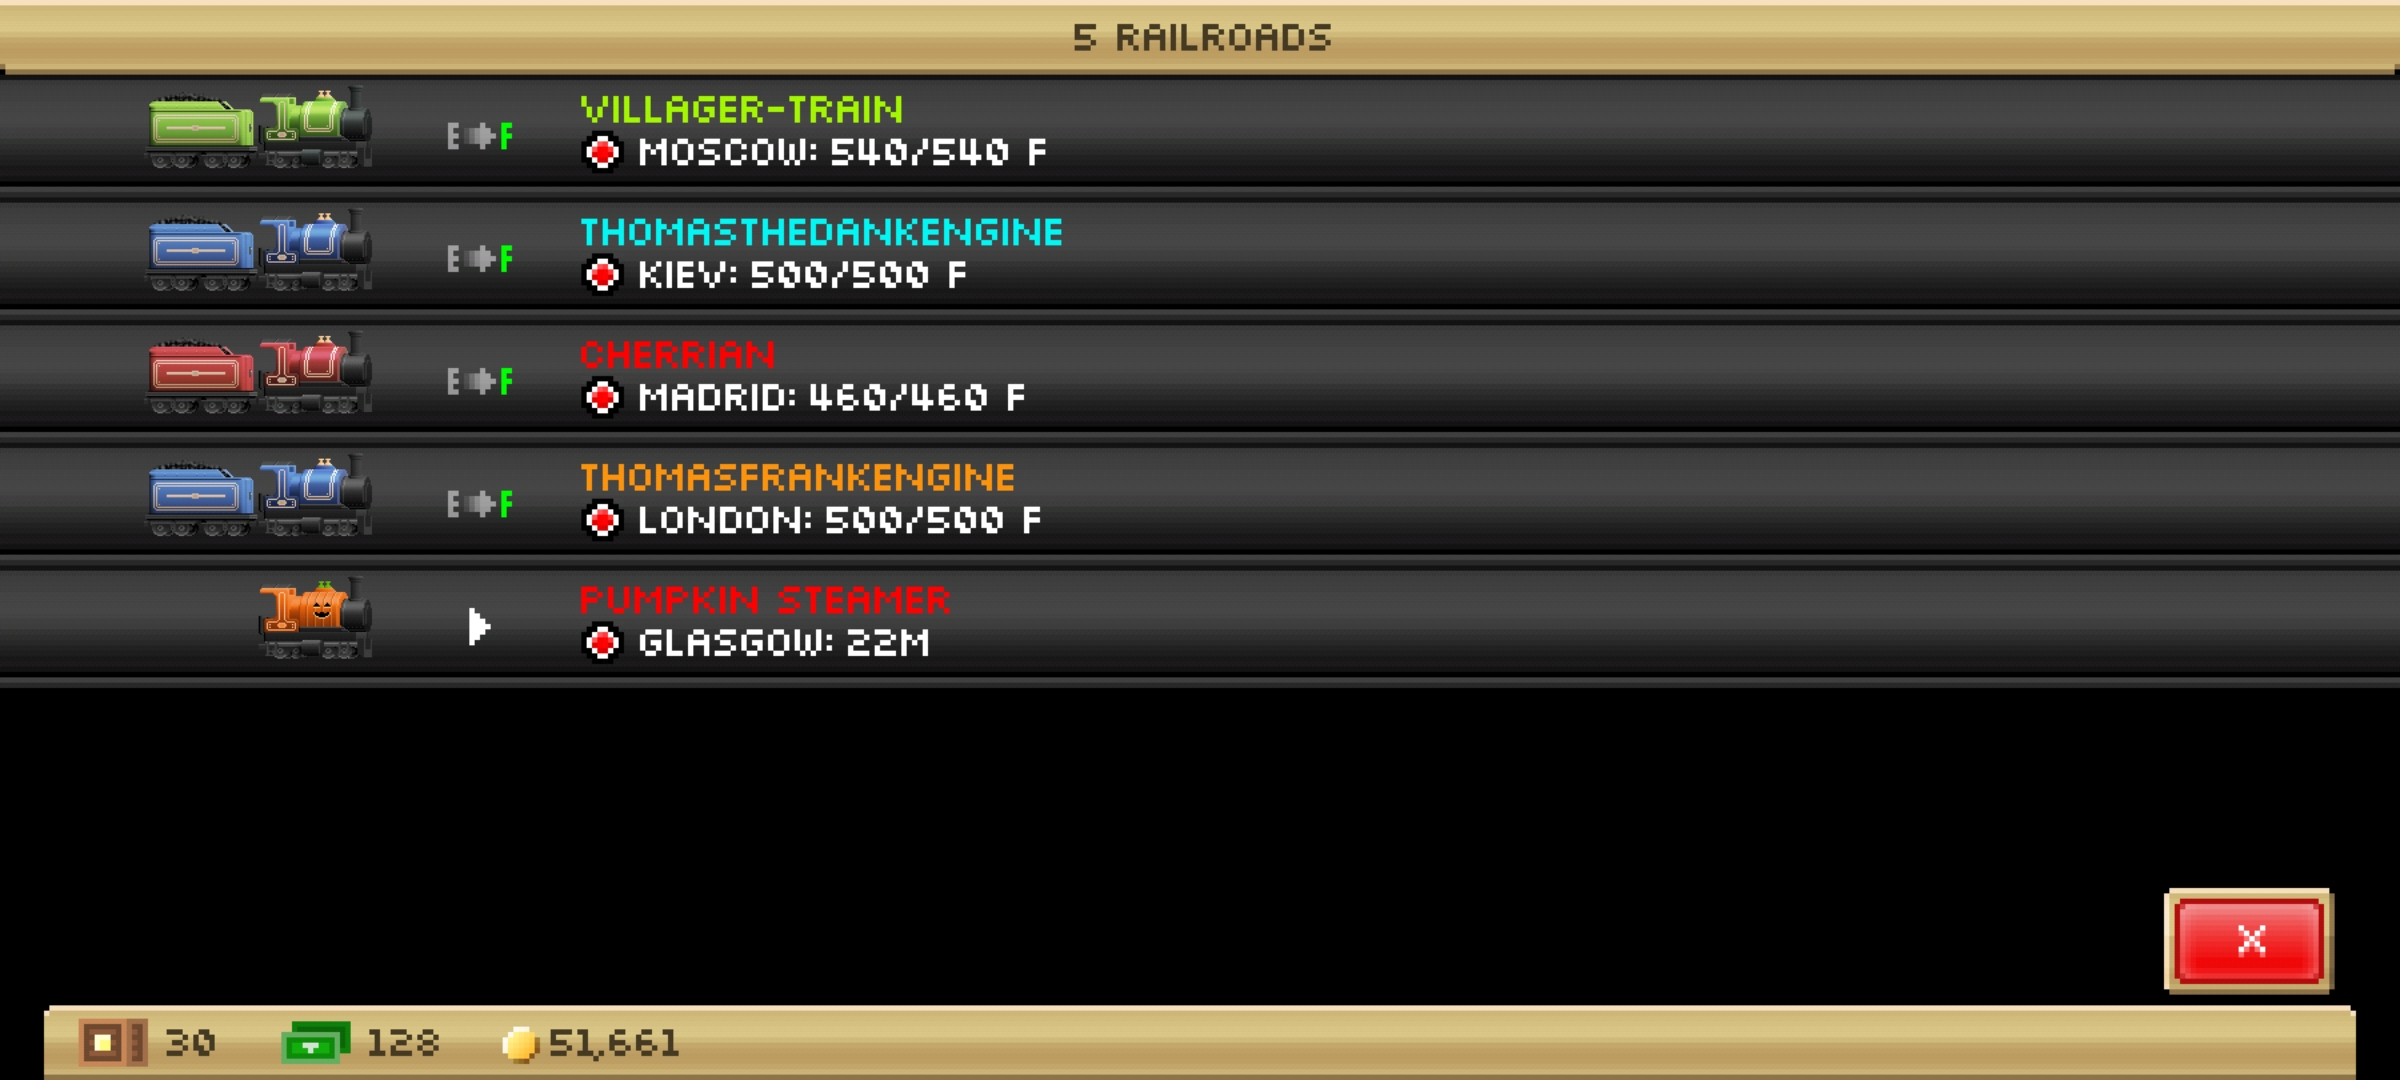 5 RAILROADS
VILLAGER-TRAIN
E F
MOSCOW: 540/540 F
THOMASTHEDANKENGINE
E F
KIEV: 500/500 F
CHERRIAN
E F
MADRID: 460/460 F
THOMASFRANKENGINE
E F
LONDON: 500/500 F
PUMPKIN STEAMER
GLASGOW: 22M
X
30 128 51,661